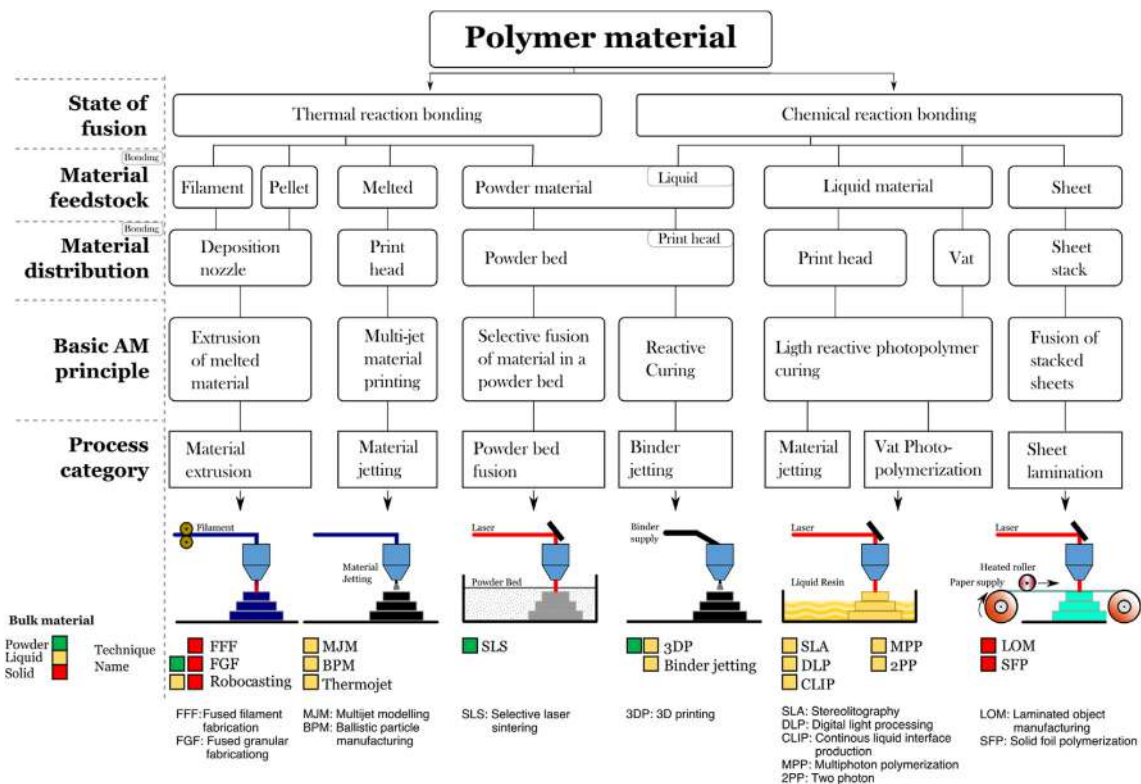 Polymer material
State of
fusion
Thermal reaction bonding
Chemical reaction bonding
Bonding
Material
feedstock
Filament
Pellet
Melted
Powder material
Liquid
Liquid material
Sheet
Bonding
Material
distribution
Deposition
nozzle
Print
head
Powder bed
Print head
Print head
Vat
Sheet
stack
Basic AM
principle
Extrusion
of melted
material
Multi-jet
material
printing
Selective fusion
of material in a
powder bed
Reactive
Curing
Ligth reactive photopolymer
curing
Fusion of
stacked
sheets
Process
category
Material
extrusion
Material
jetting
Powder bed
fusion
Binder
jetting
Material
jetting
Vat Photo-
polymerization
Sheet
lamination
Filament
Material
Jetting
Laser
Powder Bed
Binder
supply
Laser
Liquid Resin
Laser
Heated roller
Paper supply
Bulk material
Powder
Liquid
Solid
Technique
Name
FFF
FGF
Robocasting
MJM
BPM
Thermojet
SLS
3DP
Binder jetting
SLA
DLP
CLIP
MPP
2PP
LOM
SFP
FFF: Fused filament
fabrication
FGF: Fused granular
fabricationg
MJM: Multijet modelling
BPM: Ballistic particle
manufacturing
SLS: Selective laser
sintering
3DP: 3D printing
SLA: Stereolitography
DLP: Digital light processing
CLIP: Continous liquid interface
production
MPP: Multiphoton polymerization
2PP: Two photon
LOM: Laminated object
manufacturing
SFP: Solid foil polymerization